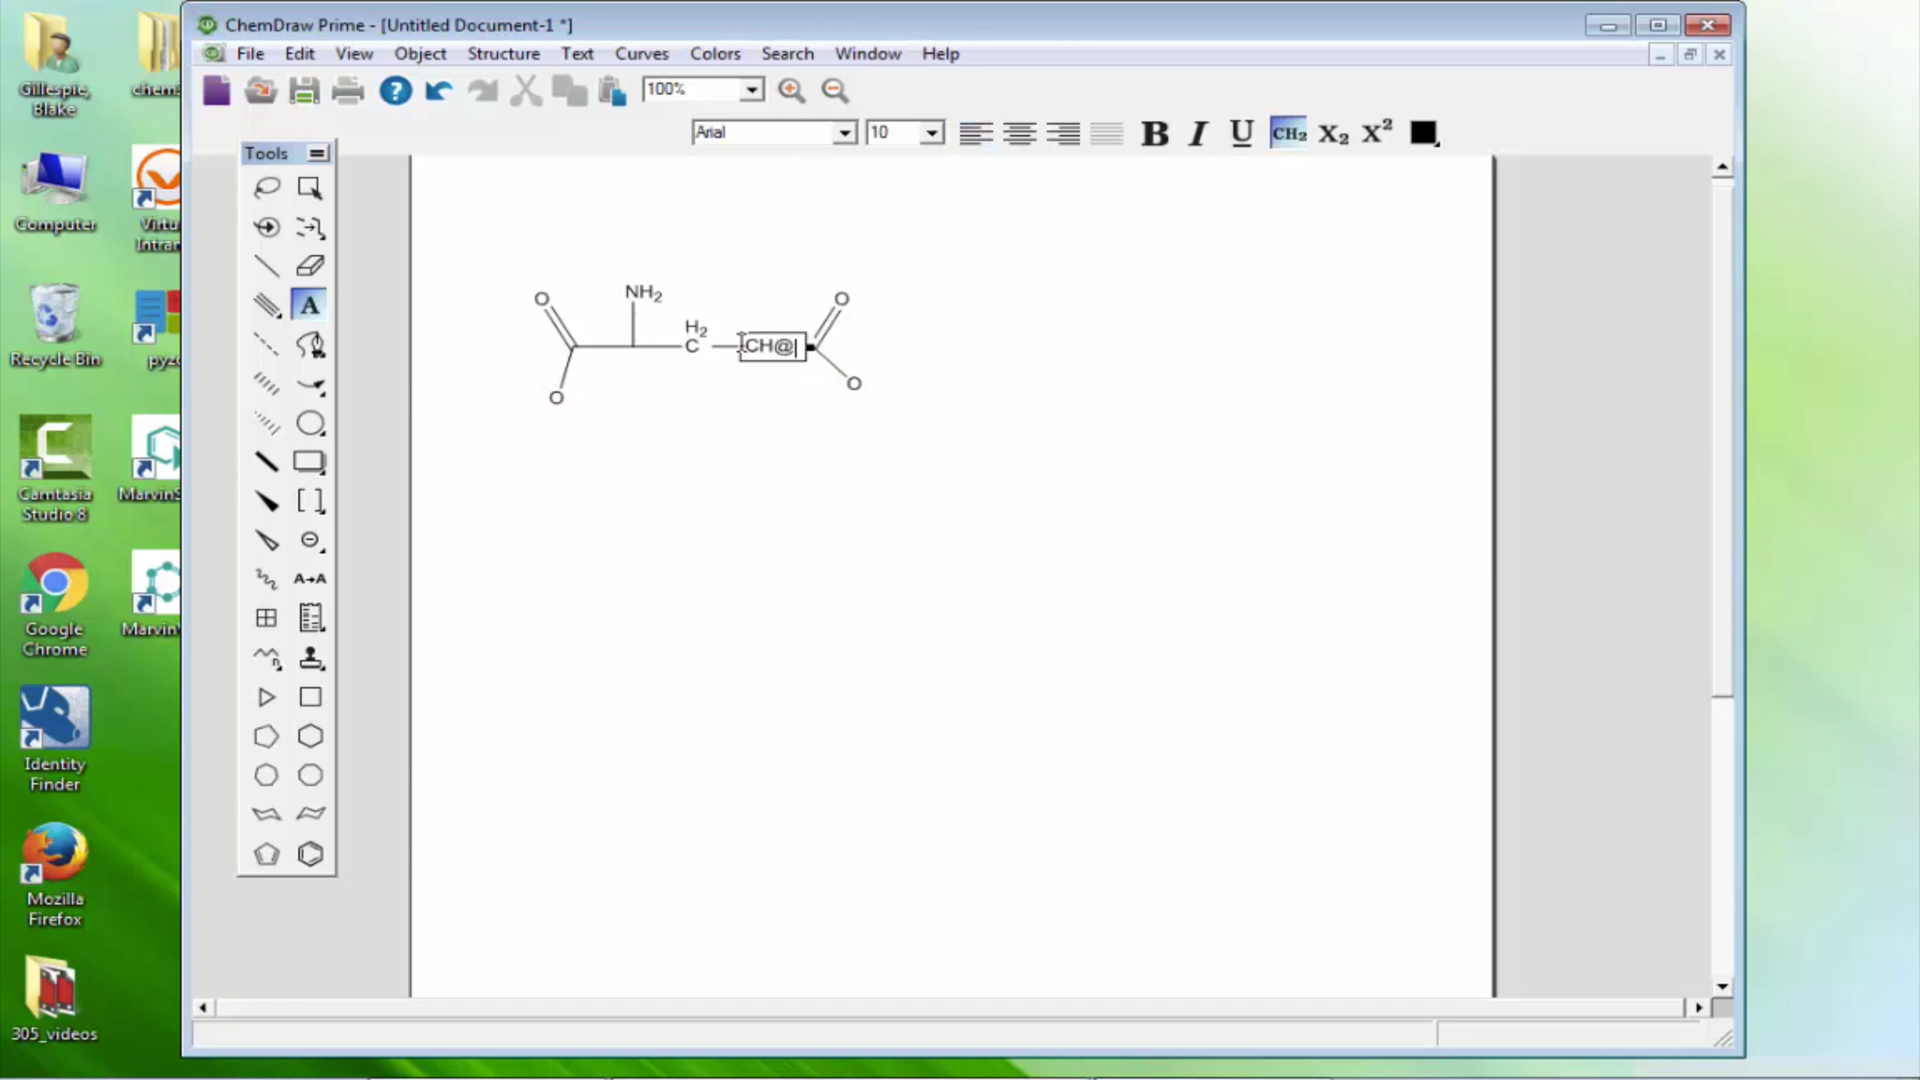 ChemDraw Prime - [Untitled Document-1 *]
File Edit View Object Structure Text Curves Colors Search Window Help
100%
Arial 10 B I U CH2 X2 X2
Tools
A
A→A
n
NH2
O
O
H2
C
CH@
O
O
Gillespie,
Blake
Computer
Recycle Bin
Camtasia
Studio 8
Google
Chrome
Identity
Finder
Mozilla
Firefox
305_videos